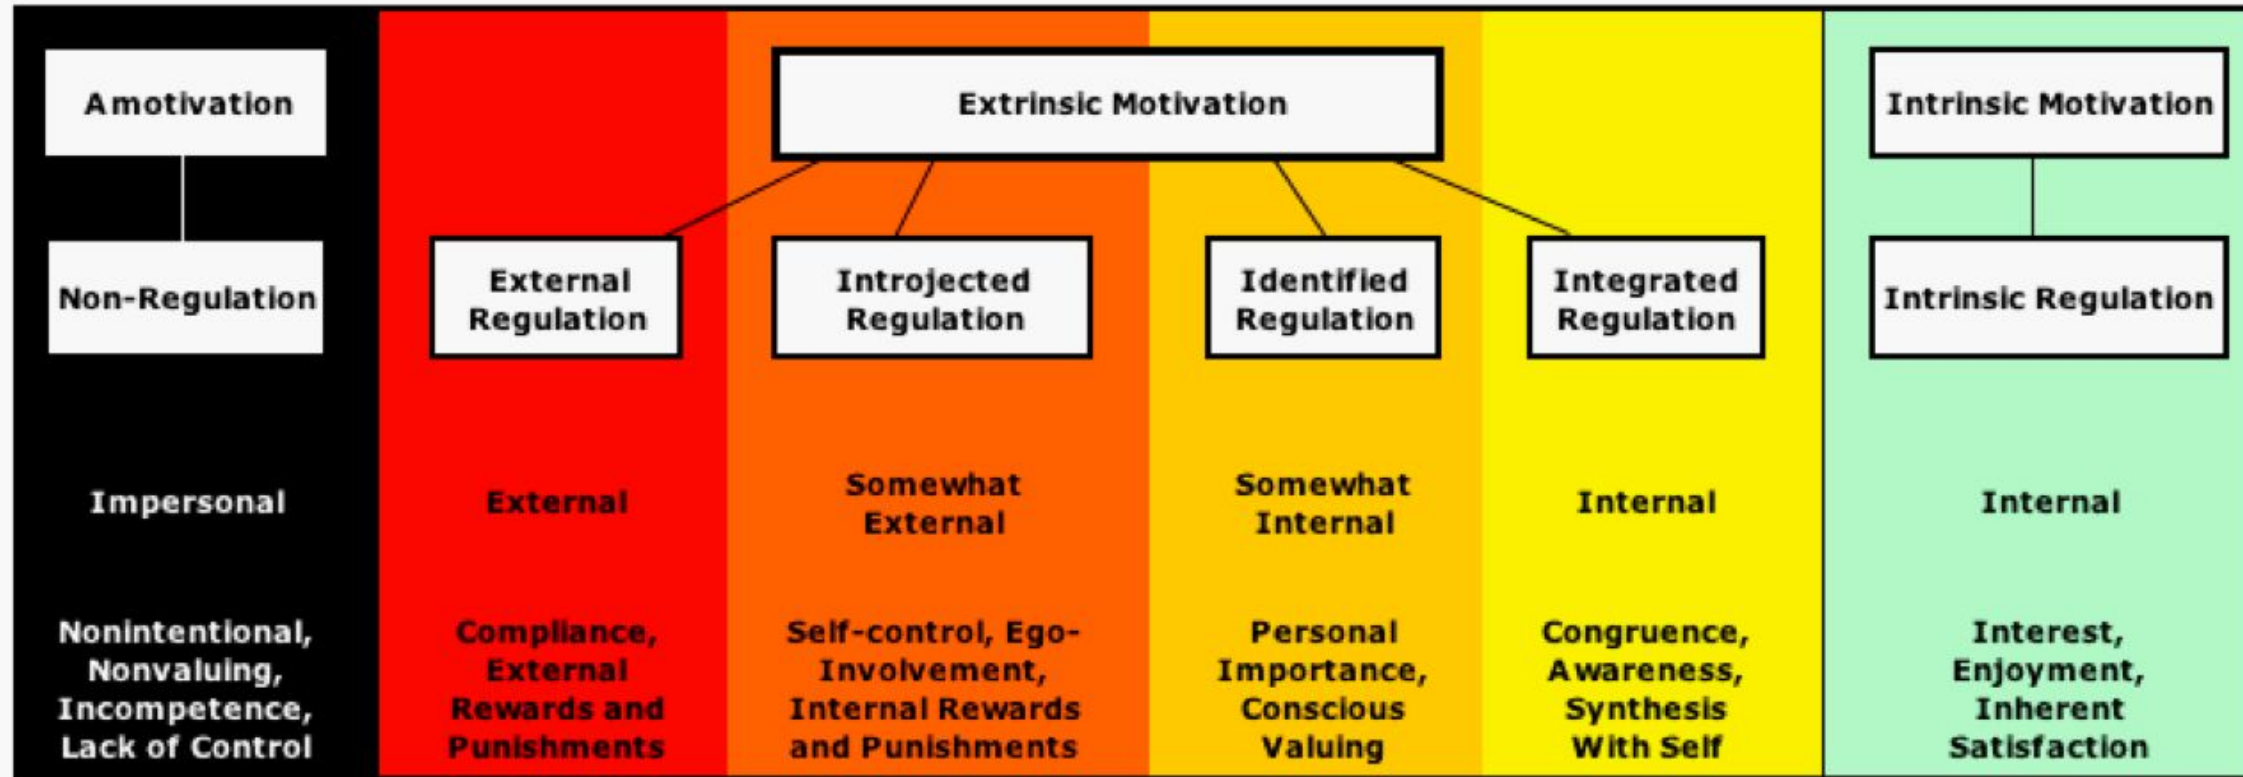 Amotivation
Extrinsic Motivation
Intrinsic Motivation
Non-Regulation
External
Regulation
Introjected
Regulation
Identified
Regulation
Integrated
Regulation
Intrinsic Regulation
Impersonal
External
Somewhat
External
Somewhat
Internal
Internal
Internal
Nonintentional,
Nonvaluing,
Incompetence,
Lack of Control
Compliance,
External
Rewards and
Punishments
Self-control, Ego-
Involvement,
Internal Rewards
and Punishments
Personal
Importance,
Conscious
Valuing
Congruence,
Awareness,
Synthesis
With Self
Interest,
Enjoyment,
Inherent
Satisfaction